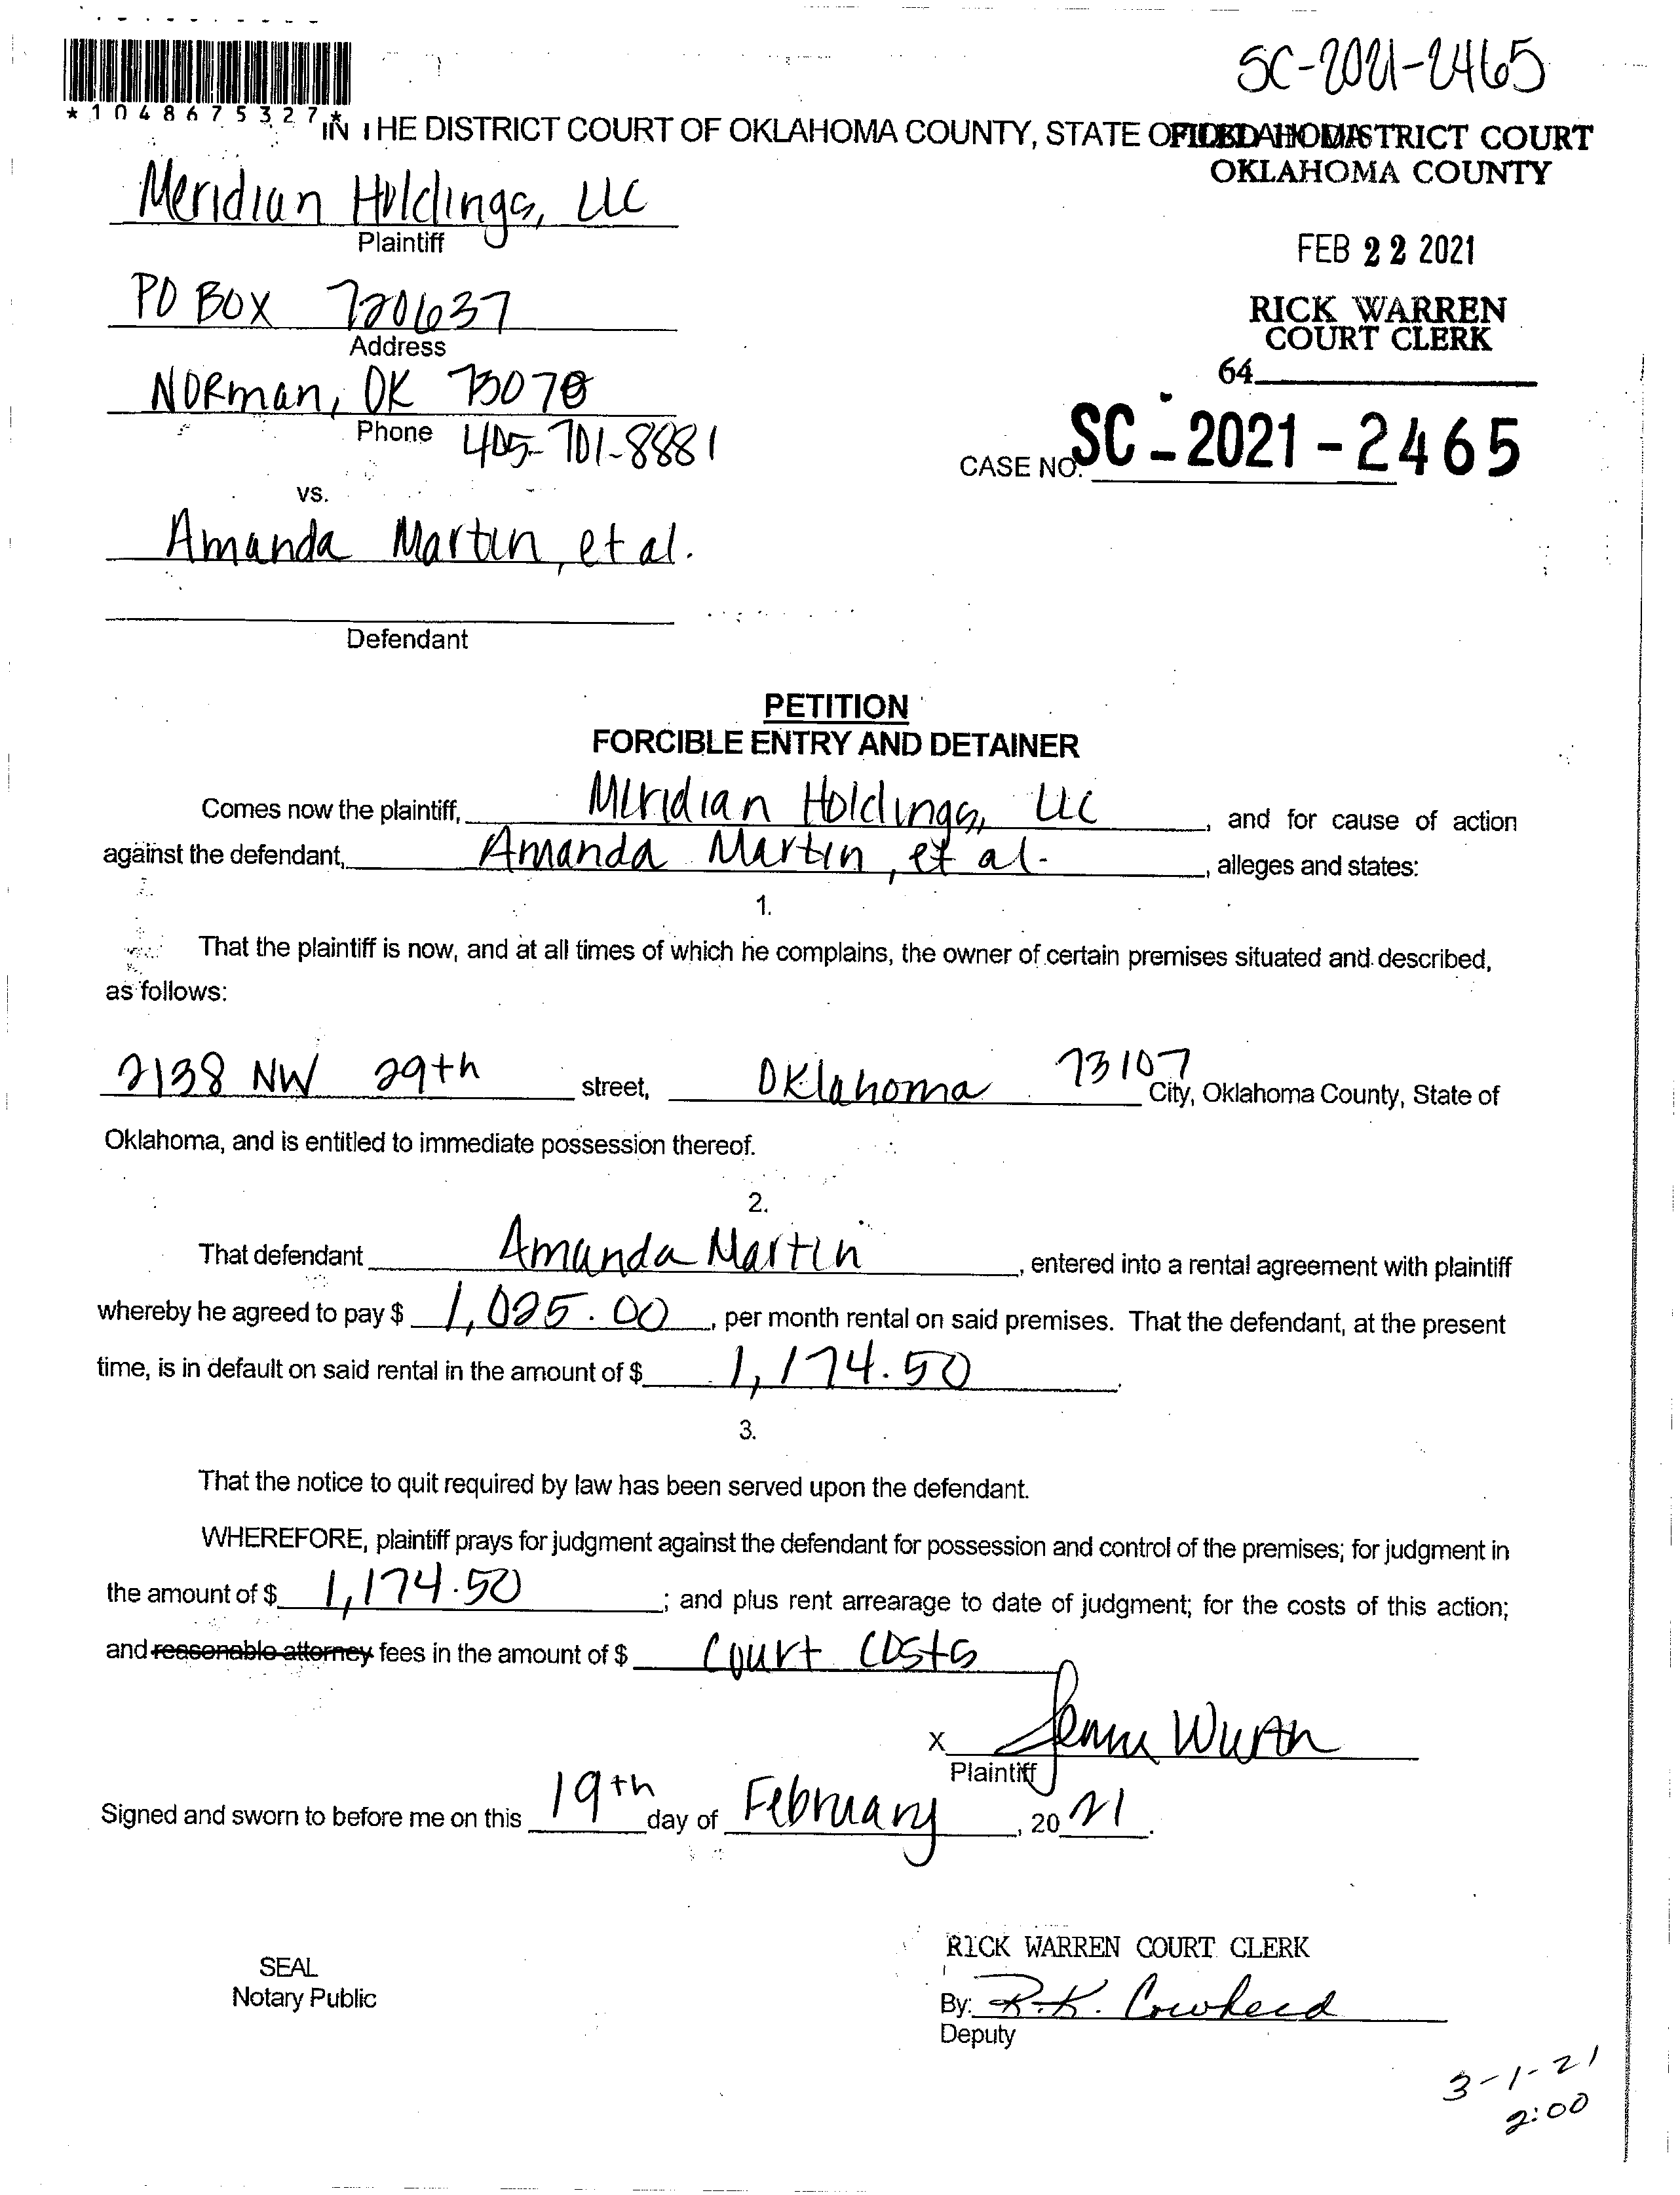 SC-2021-2465
*1048675327*
IN THE DISTRICT COURT OF OKLAHOMA COUNTY, STATE OF OKLAHOMA
FILED IN DISTRICT COURT
OKLAHOMA COUNTY
Meridian Holdings, LLC
Plaintiff
FEB 22 2021
PO BOX 720637
Address
RICK WARREN
COURT CLERK
64
Norman, OK 73070
Phone 405-701-8881
CASE NO. SC-2021-2465
vs.
Amanda Martin, et al.
Defendant
PETITION
FORCIBLE ENTRY AND DETAINER
Comes now the plaintiff, Meridian Holdings, LLC, and for cause of action
against the defendant, Amanda Martin, et al., alleges and states:
1.
That the plaintiff is now, and at all times of which he complains, the owner of certain premises situated and described,
as follows:
2138 NW 29th street, Oklahoma 73107 City, Oklahoma County, State of
Oklahoma, and is entitled to immediate possession thereof.
2.
That defendant Amanda Martin, entered into a rental agreement with plaintiff
whereby he agreed to pay $ 1,025.00, per month rental on said premises. That the defendant, at the present
time, is in default on said rental in the amount of $ 1,174.50.
3.
That the notice to quit required by law has been served upon the defendant.
WHEREFORE, plaintiff prays for judgment against the defendant for possession and control of the premises; for judgment in
the amount of $ 1,174.50; and plus rent arrearage to date of judgment; for the costs of this action;
and reasonable attorney fees in the amount of $ Court Costs
X
Plaintiff
Signed and sworn to before me on this 19th day of February, 2021.
RICK WARREN COURT CLERK
SEAL
Notary Public
By: R.K. Cowherd
Deputy
3-1-21
2:00